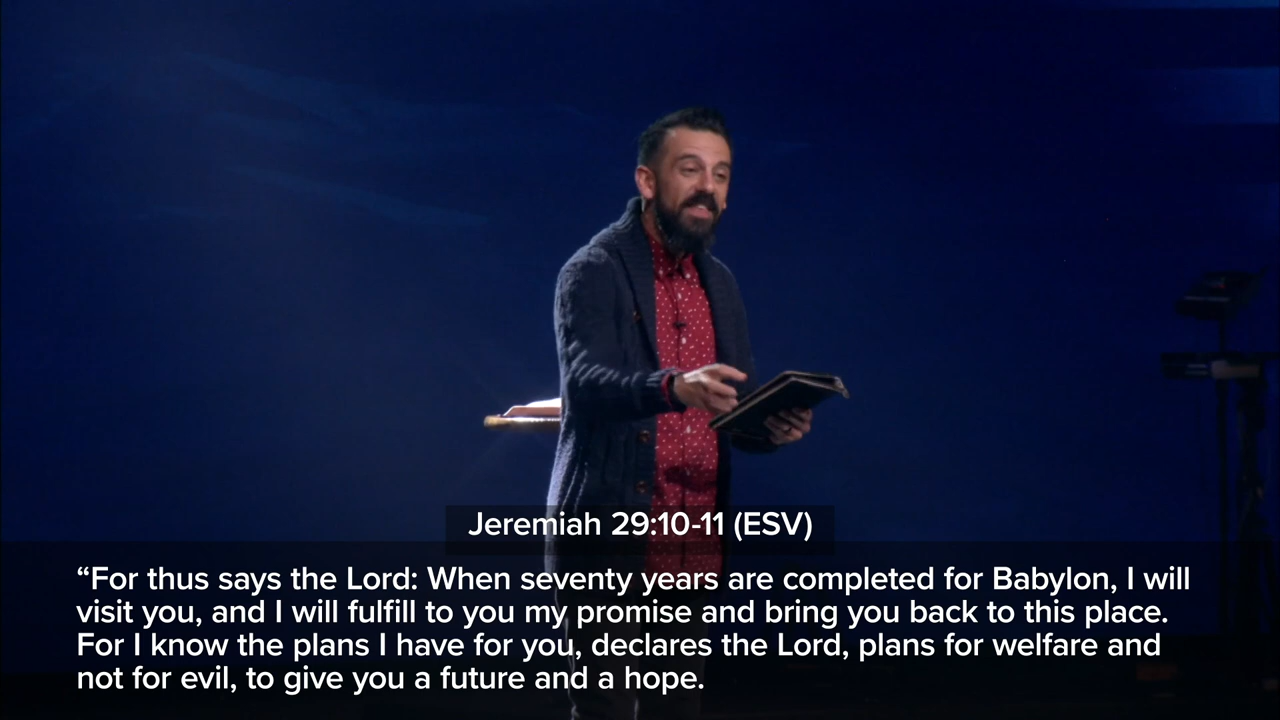 Jeremiah 29:10-11 (ESV)
“For thus says the Lord: When seventy years are completed for Babylon, I will
visit you, and I will fulfill to you my promise and bring you back to this place.
For I know the plans I have for you, declares the Lord, plans for welfare and
not for evil, to give you a future and a hope.